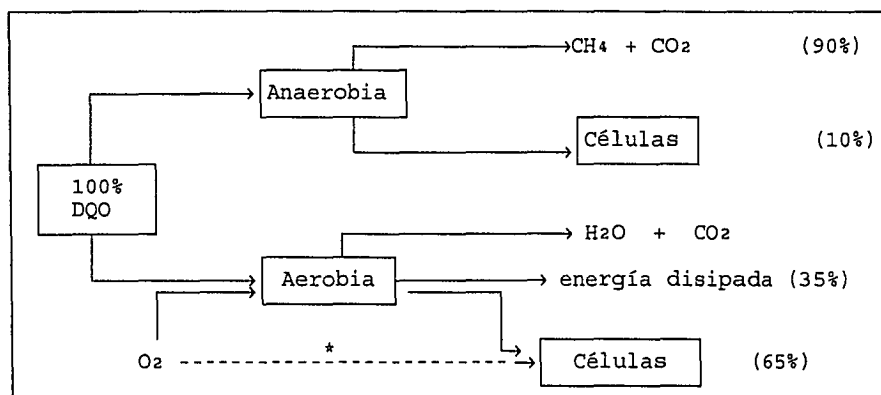 CH4 + CO2 (90%)
Anaerobia
Células (10%)
100%
DQO
H2O + CO2
Aerobia
energía disipada (35%)
*
O2
Células (65%)